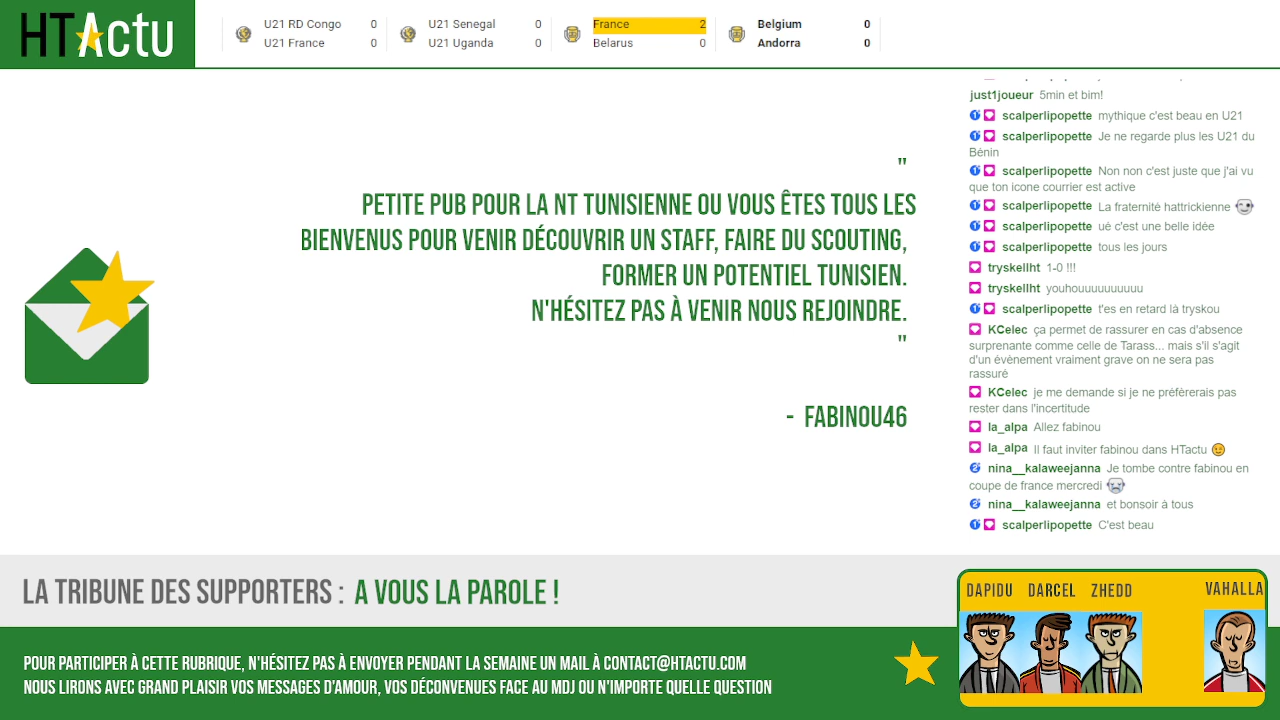 HTActu
U21 RD Congo 0
U21 France 0
U21 Senegal 0
U21 Uganda 0
France 2
Belarus 0
Belgium 0
Andorra 0
"
PETITE PUB POUR LA NT TUNISIENNE OU VOUS ÊTES TOUS LES
BIENVENUS POUR VENIR DÉCOUVRIR UN STAFF, FAIRE DU SCOUTING,
FORMER UN POTENTIEL TUNISIEN.
N'HÉSITEZ PAS À VENIR NOUS REJOINDRE.
"
- FABINOU46
just1joueur 5min et bim!
scalperlipopette mythique c'est beau en U21
scalperlipopette Je ne regarde plus les U21 du
Bénin
scalperlipopette Non non c'est juste que j'ai vu
que ton icone courrier est active
scalperlipopette La fraternité hattrickienne
scalperlipopette ué c'est une belle idée
scalperlipopette tous les jours
tryskellht 1-0 !!!
tryskellht youhouuuuuuuuuu
scalperlipopette t'es en retard là tryskou
KCelec ça permet de rassurer en cas d'absence
surprenante comme celle de Tarass... mais s'il s'agit
d'un évènement vraiment grave on ne sera pas
rassuré
KCelec je me demande si je préfèrerais pas
rester dans l'incertitude
la_alpa Allez fabinou
la_alpa Il faut inviter fabinou dans HTactu
nina__kalaweejanna Je tombe contre fabinou en
coupe de france mercredi
nina__kalaweejanna et bonsoir à tous
scalperlipopette C'est beau
LA TRIBUNE DES SUPPORTERS : A VOUS LA PAROLE !
DAPIDU DARCEL ZHEDD VAHALLA
POUR PARTICIPER À CETTE RUBRIQUE, N'HÉSITEZ PAS À ENVOYER PENDANT LA SEMAINE UN MAIL À CONTACT@HTACTU.COM
NOUS LIRONS AVEC GRAND PLAISIR VOS MESSAGES D'AMOUR, VOS DÉCONVENUES FACE AU MDJ OU N'IMPORTE QUELLE QUESTION